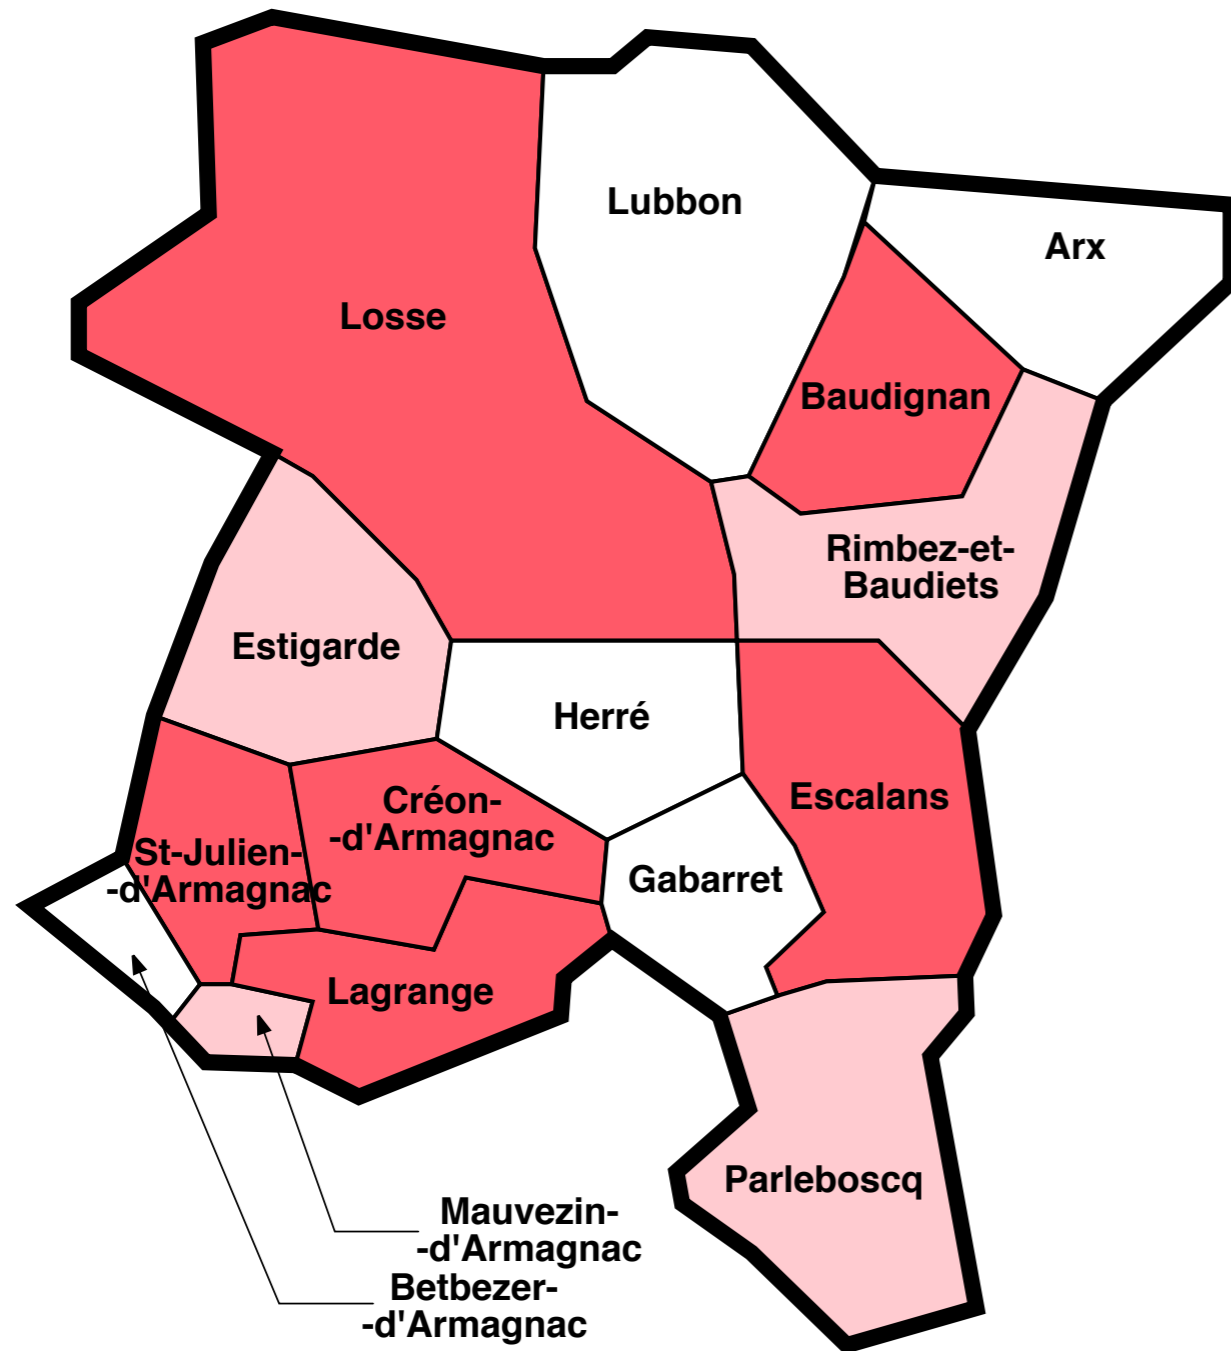 Lubbon
Arx
Losse
Baudignan
Rimbez-et-
Baudiets
Estigarde
Herré
Escalans
Créon-
-d'Armagnac
St-Julien-
-d'Armagnac
Gabarret
Lagrange
Parleboscq
Mauvezin-
-d'Armagnac
Betbezer-
-d'Armagnac